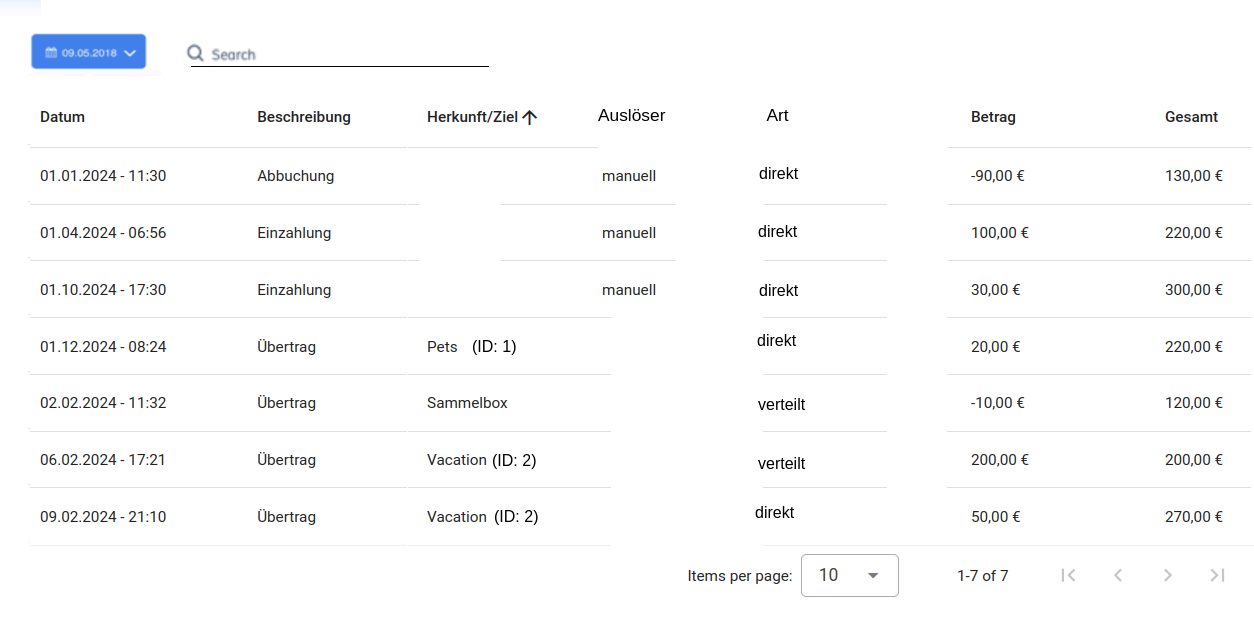 09.05.2018 Search
Datum Beschreibung Herkunft/Ziel Auslöser Art Betrag Gesamt
01.01.2024 - 11:30 Abbuchung manuell direkt -90,00 € 130,00 €
01.04.2024 - 06:56 Einzahlung manuell direkt 100,00 € 220,00 €
01.10.2024 - 17:30 Einzahlung manuell direkt 30,00 € 300,00 €
01.12.2024 - 08:24 Übertrag Pets (ID: 1) direkt 20,00 € 220,00 €
02.02.2024 - 11:32 Übertrag Sammelbox verteilt -10,00 € 120,00 €
06.02.2024 - 17:21 Übertrag Vacation (ID: 2) verteilt 200,00 € 200,00 €
09.02.2024 - 21:10 Übertrag Vacation (ID: 2) direkt 50,00 € 270,00 €
Items per page: 10 1-7 of 7